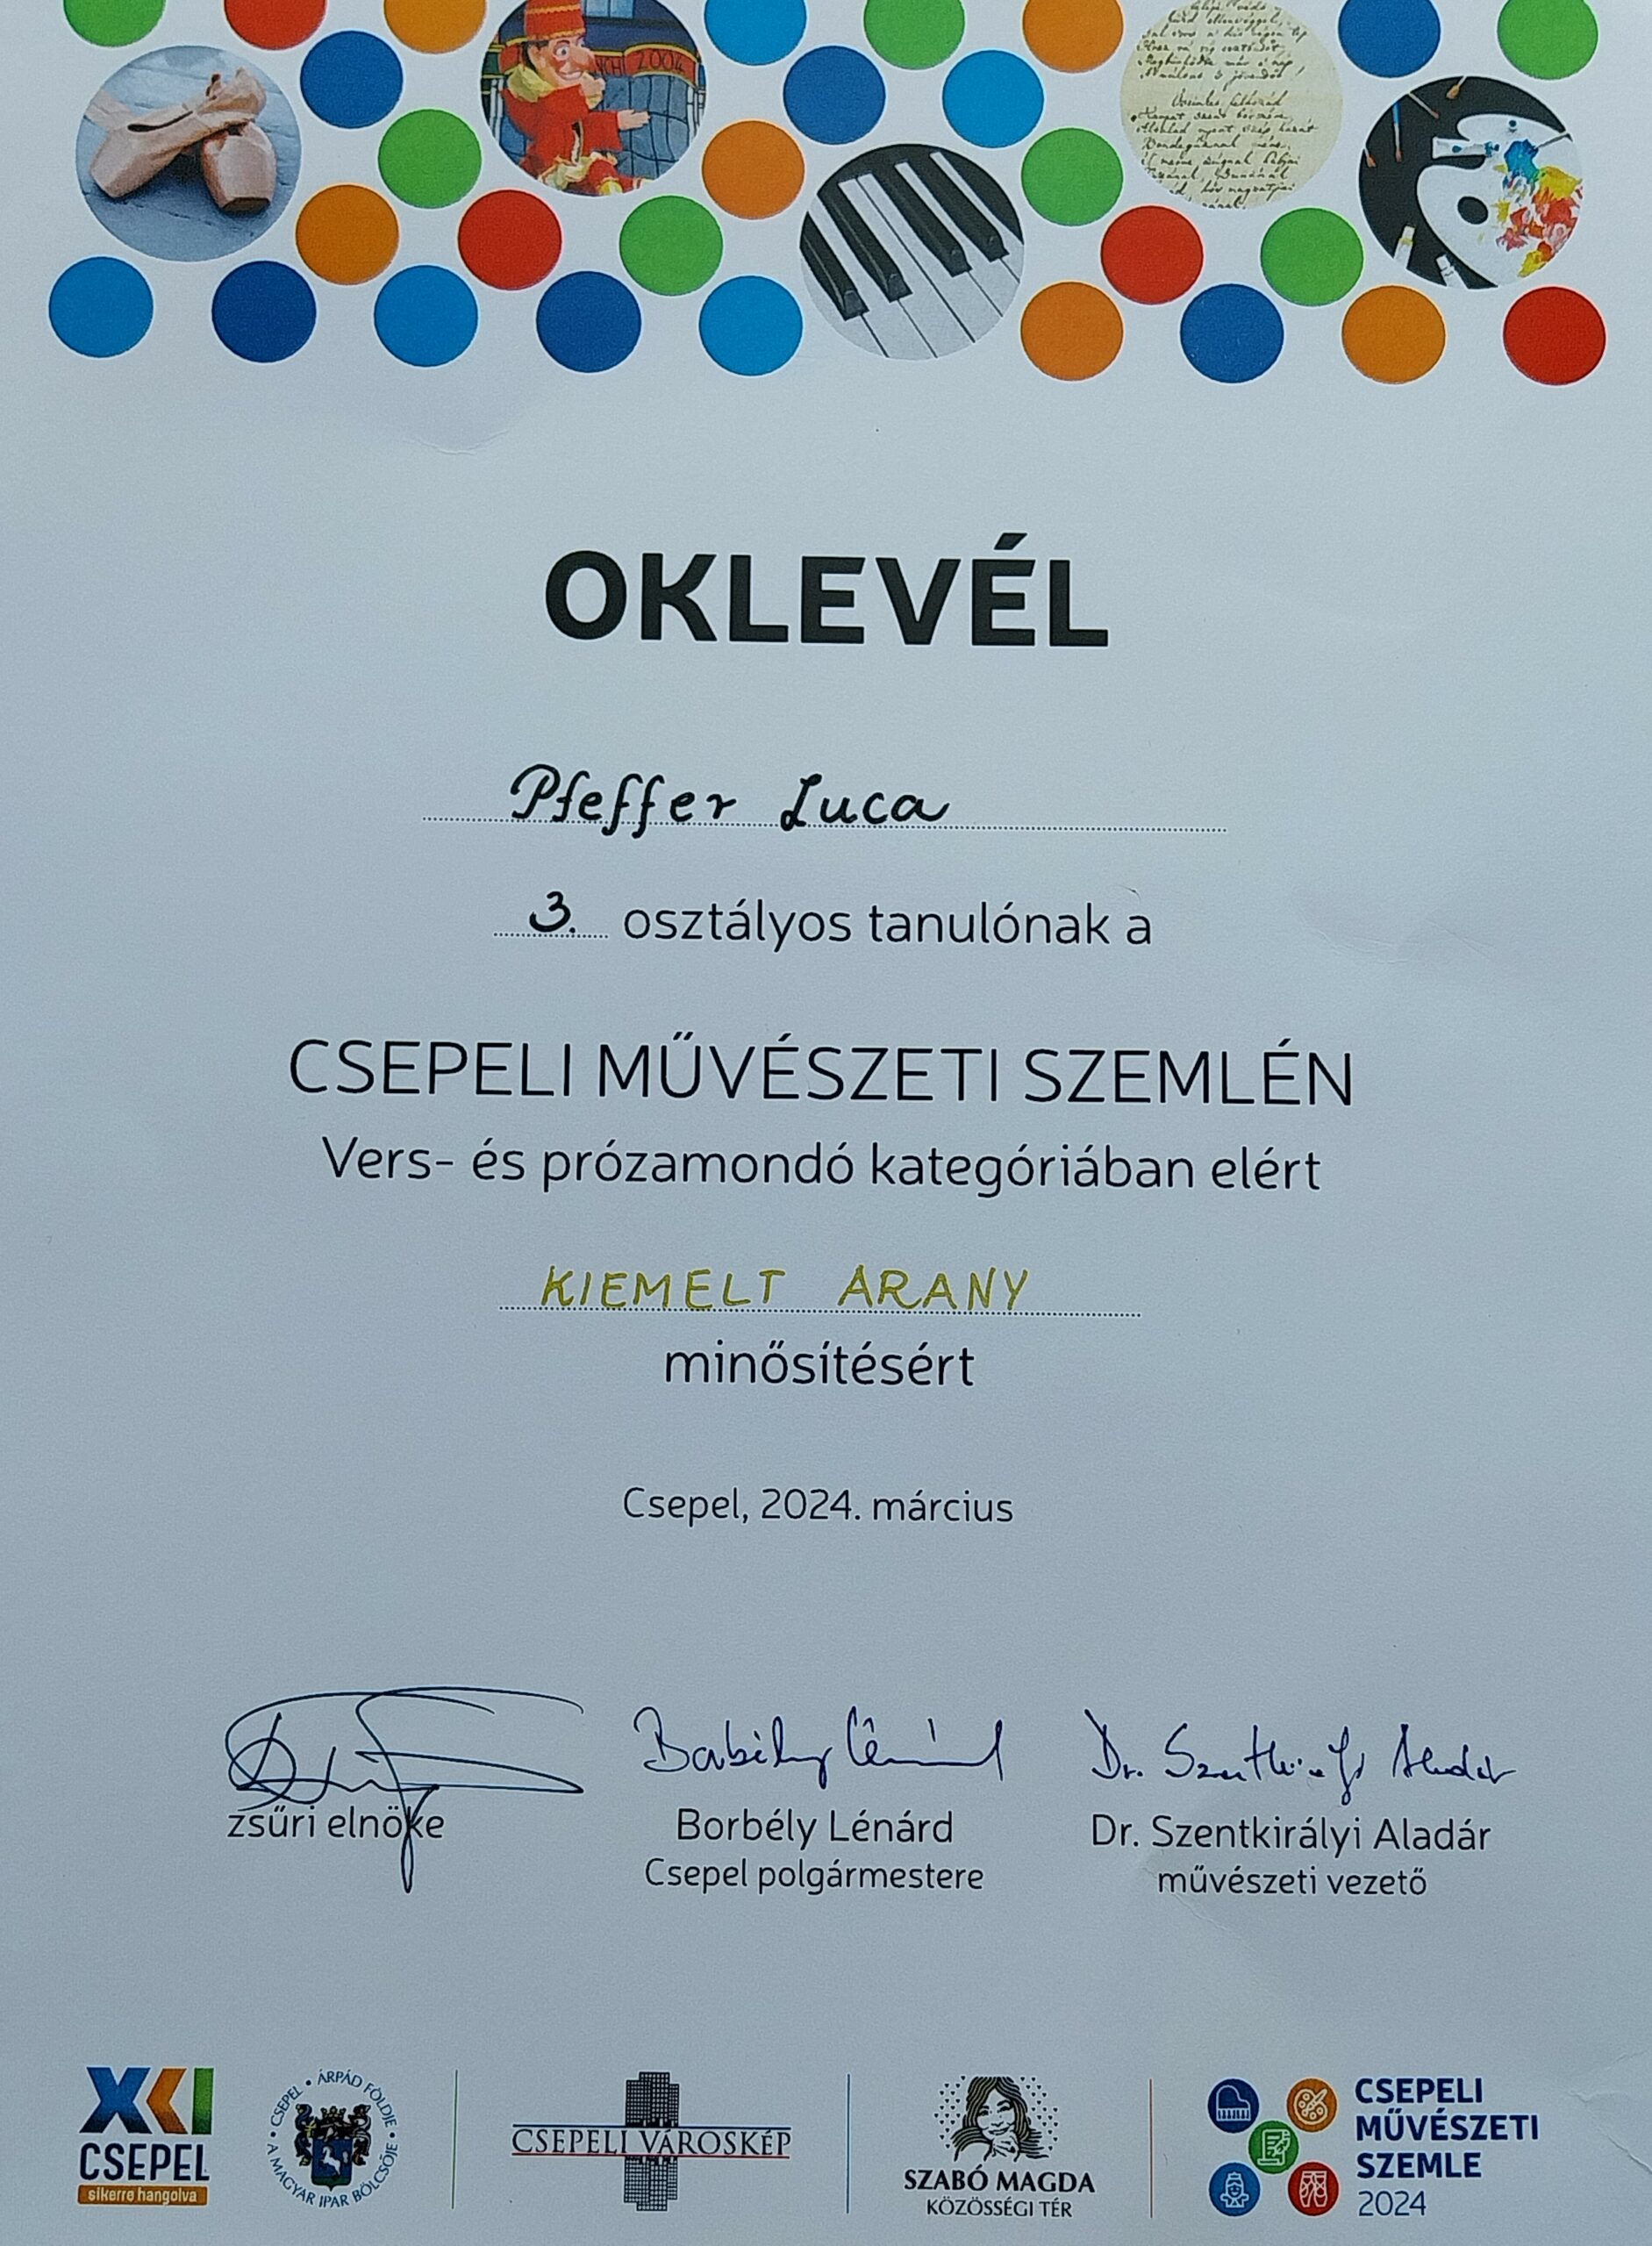 NCH 2004
OKLEVÉL
Pfeffer Luca
3. osztályos tanulónak a
CSEPELI MŰVÉSZETI SZEMLÉN
Vers- és prózamondó kategóriában elért
KIEMELT ARANY
minősítésért
Csepel, 2024. március
Borbély Lénárd
Dr. Szentkirályi Aladár
zsűri elnöke
Borbély Lénárd
Csepel polgármestere
Dr. Szentkirályi Aladár
művészeti vezető
XXI
CSEPEL
sikerre hangolva
CSEPEL • ÁRPÁD FÖLDJE • A MAGYAR IPAR BÖLCSŐJE •
CSEPELI VÁROSKÉP
SZABÓ MAGDA
KÖZÖSSÉGI TÉR
CSEPELI
MŰVÉSZETI
SZEMLE
2024